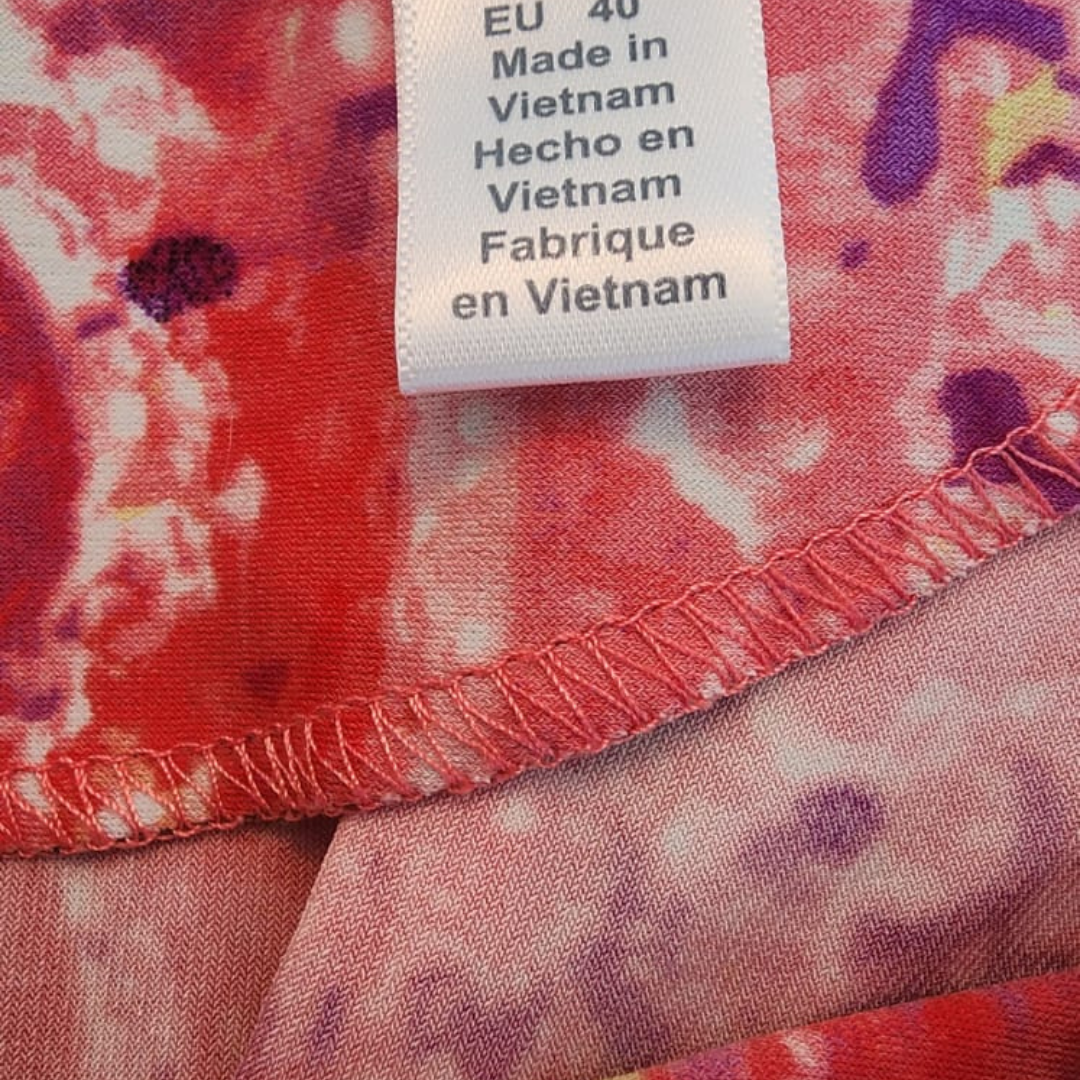 EU 40
Made in
Vietnam
Hecho en
Vietnam
Fabrique
en Vietnam